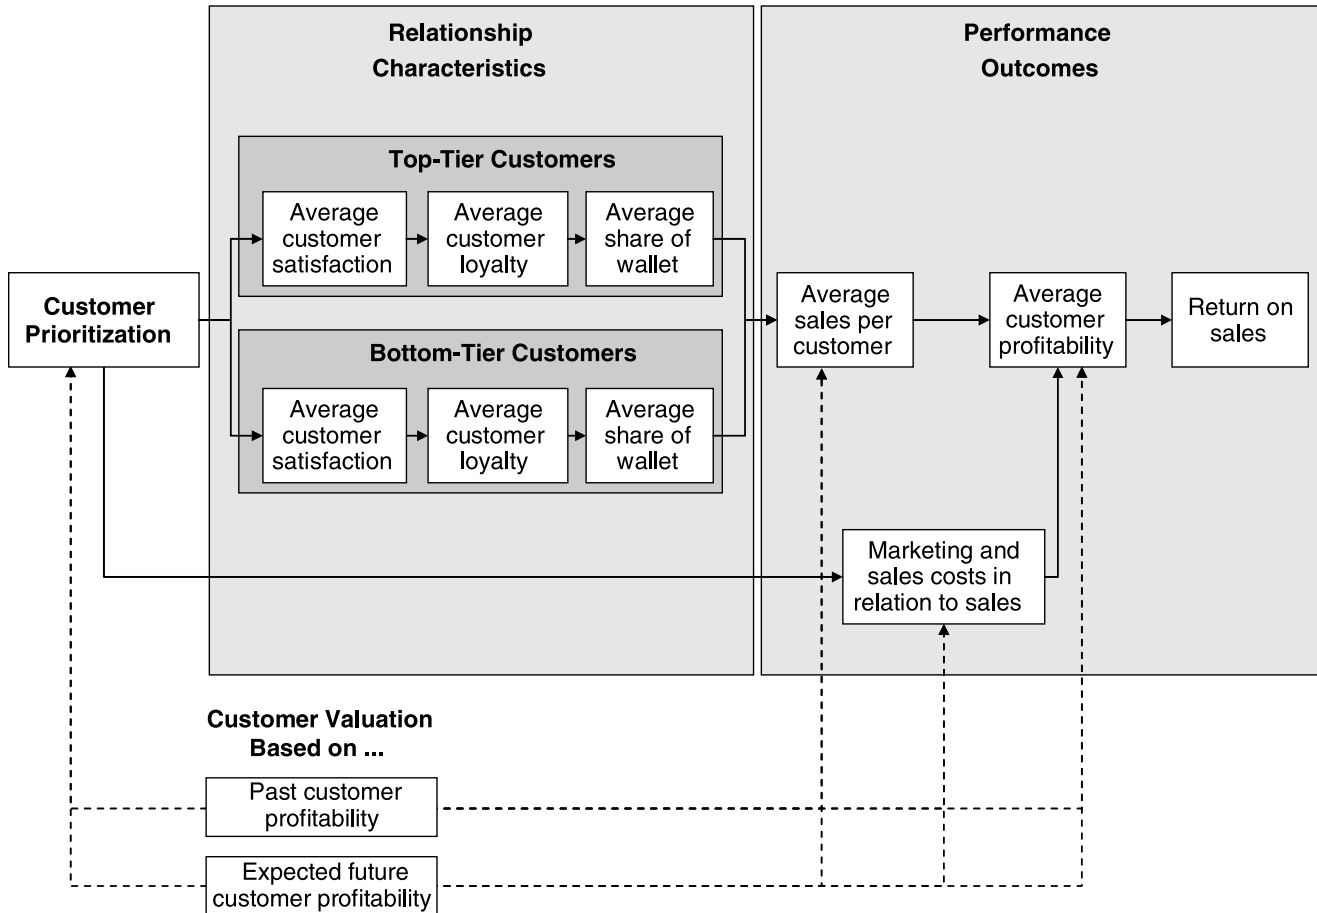 Relationship
Characteristics
Performance
Outcomes
Top-Tier Customers
Average
customer
satisfaction
Average
customer
loyalty
Average
share of
wallet
Customer
Prioritization
Bottom-Tier Customers
Average
customer
satisfaction
Average
customer
loyalty
Average
share of
wallet
Average
sales per
customer
Average
customer
profitability
Return on
sales
Marketing and
sales costs in
relation to sales
Customer Valuation
Based on ...
Past customer
profitability
Expected future
customer profitability